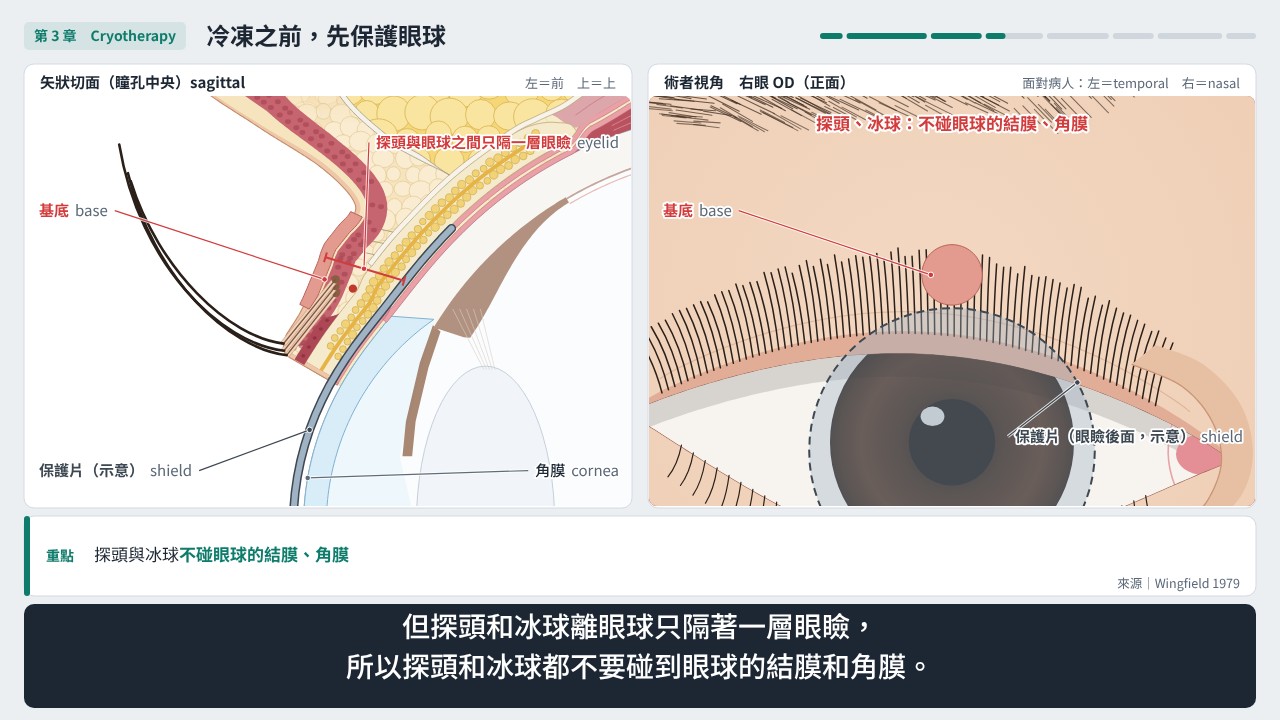 第 3 章 Cryotherapy
冷凍之前，先保護眼球
矢狀切面（瞳孔中央）sagittal
左＝前 上＝上
探頭與眼球之間只隔一層眼瞼 eyelid
基底 base
保護片（示意） shield
角膜 cornea
術者視角 右眼 OD（正面）
面對病人：左＝temporal 右＝nasal
探頭、冰球：不碰眼球的結膜、角膜
基底 base
保護片（眼瞼後面，示意） shield
重點 探頭與冰球不碰眼球的結膜、角膜
來源｜Wingfield 1979
但探頭和冰球離眼球只隔著一層眼瞼，
所以探頭和冰球都不要碰到眼球的結膜和角膜。